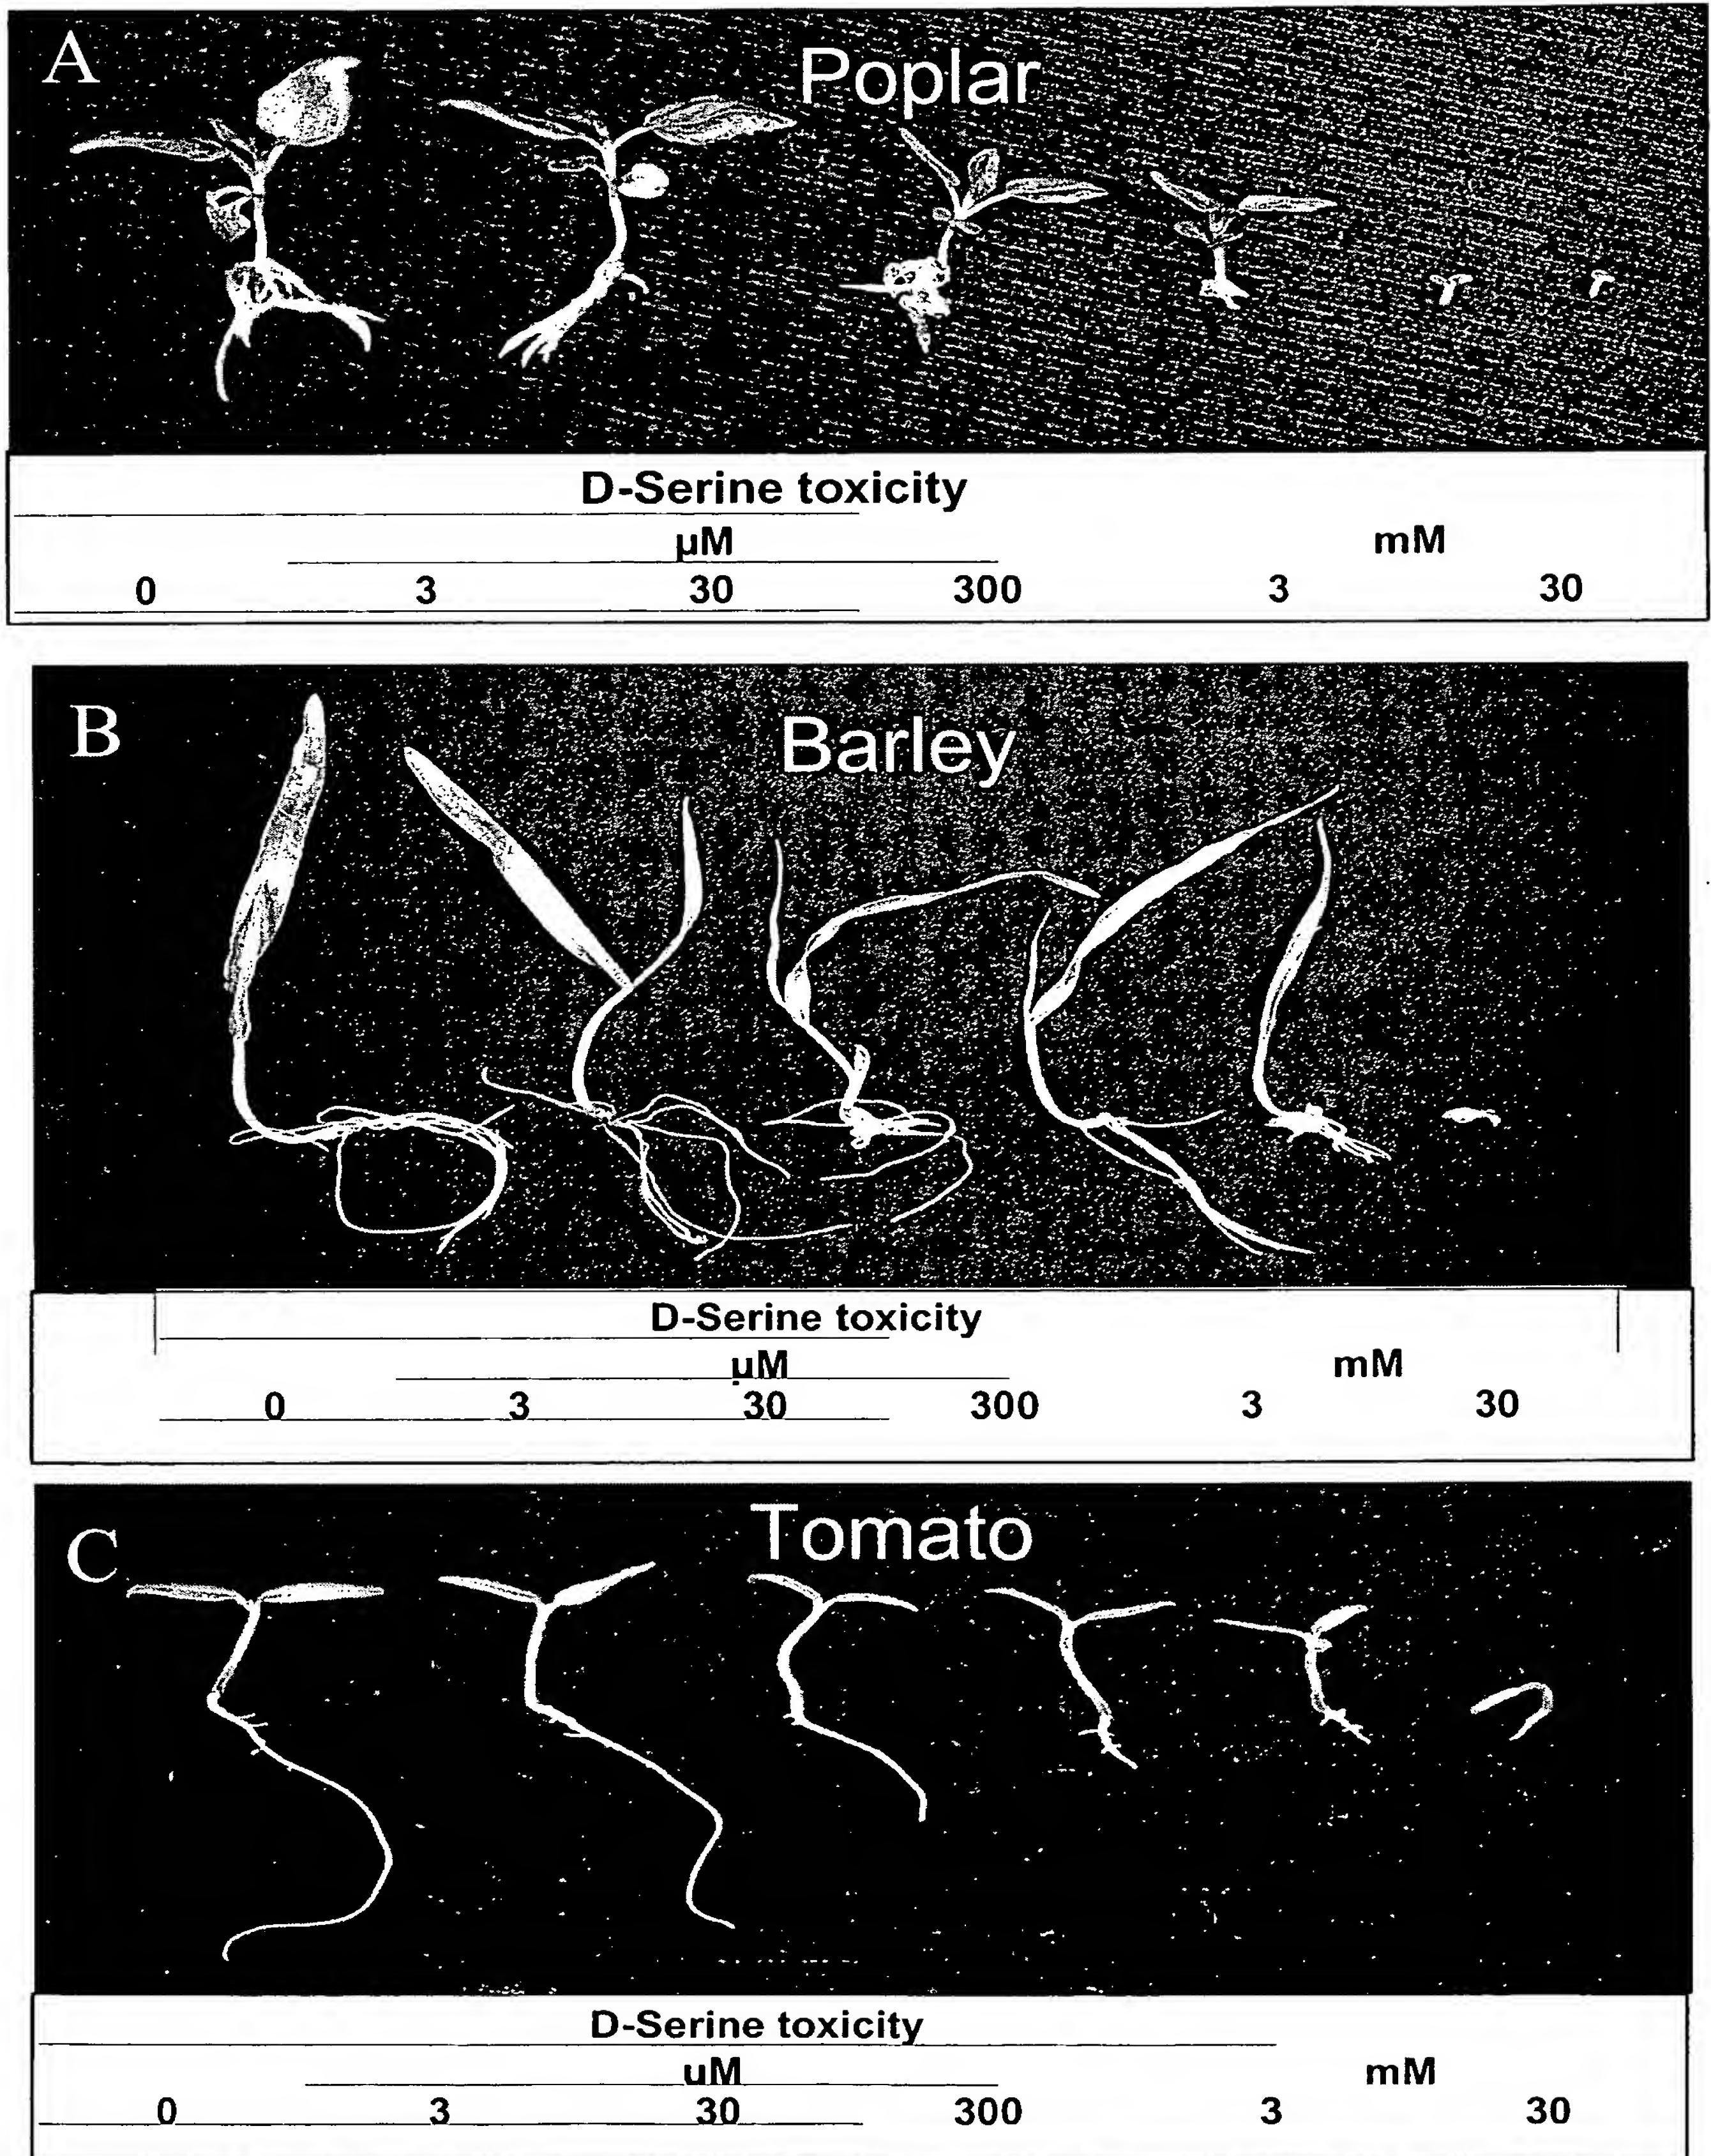 A
Poplar
D-Serine toxicity
µM mM
0 3 30 300 3 30
B
Barley
D-Serine toxicity
µM mM
0 3 30 300 3 30
C
Tomato
D-Serine toxicity
uM mM
0 3 30 300 3 30